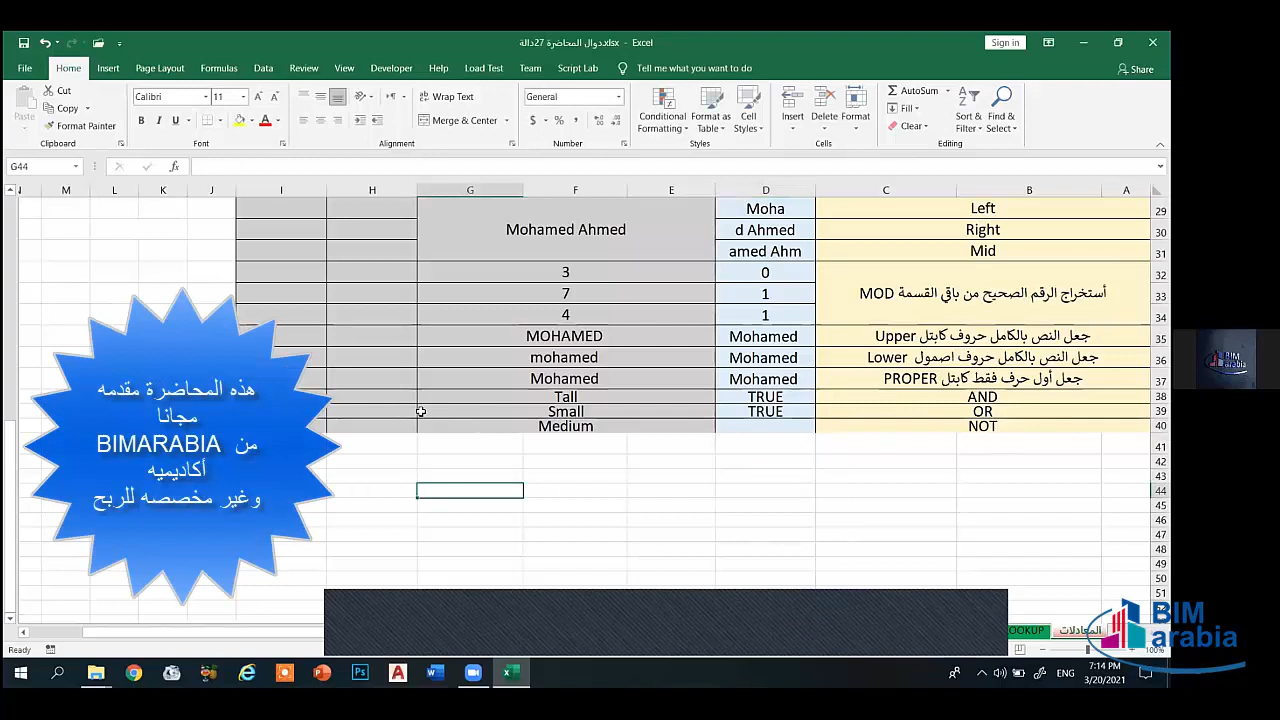 دوال المحاضرة 27دالة.xlsx - Excel
Sign in
File Home Insert Page Layout Formulas Data Review View Developer Help Load Test Team Script Lab Tell me what you want to do Share
Cut
Copy
Format Painter
Paste
Calibri 11
B I U
Wrap Text
Merge & Center
General
$ % ,
Conditional Formatting
Format as Table
Cell Styles
Insert Delete Format
AutoSum
Fill
Clear
Sort & Filter
Find & Select
Clipboard Font Alignment Number Styles Cells Editing
G44 fx
M L K J I H G F E D C B A
Moha Left 29
Mohamed Ahmed d Ahmed Right 30
amed Ahm Mid 31
3 0 32
7 1 أستخراج الرقم الصحيح من باقي القسمة MOD 33
4 1 34
MOHAMED Mohamed جعل النص بالكامل حروف كابتل Upper 35
mohamed Mohamed جعل النص بالكامل حروف اصمول Lower 36
Mohamed Mohamed جعل أول حرف فقط كابتل PROPER 37
Tall TRUE AND 38
Small TRUE OR 39
Medium NOT 40
41
42
43
44
45
46
47
48
49
50
51
هذه المحاضرة مقدمه
مجانا
من BIMARABIA
أكاديميه
وغير مخصصه للربح
BIM
arabia
المعادلات
Ready
100%
ENG
7:14 PM
3/20/2021
BIM
arabia